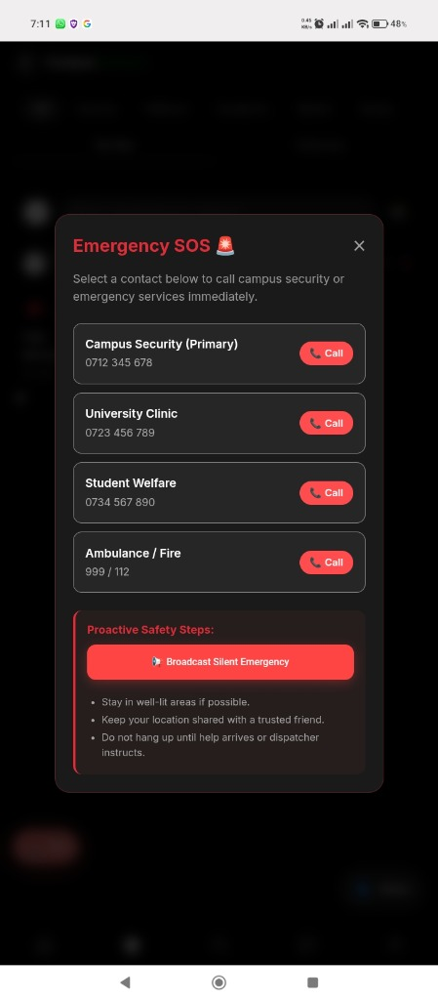 7:11
0.45 KB/s
48%
Emergency SOS 🚨
×
Select a contact below to call campus security or
emergency services immediately.
Campus Security (Primary)
0712 345 678
📞 Call
University Clinic
0723 456 789
📞 Call
Student Welfare
0734 567 890
📞 Call
Ambulance / Fire
999 / 112
📞 Call
Proactive Safety Steps:
📢 Broadcast Silent Emergency
• Stay in well-lit areas if possible.
• Keep your location shared with a trusted friend.
• Do not hang up until help arrives or dispatcher
instructs.